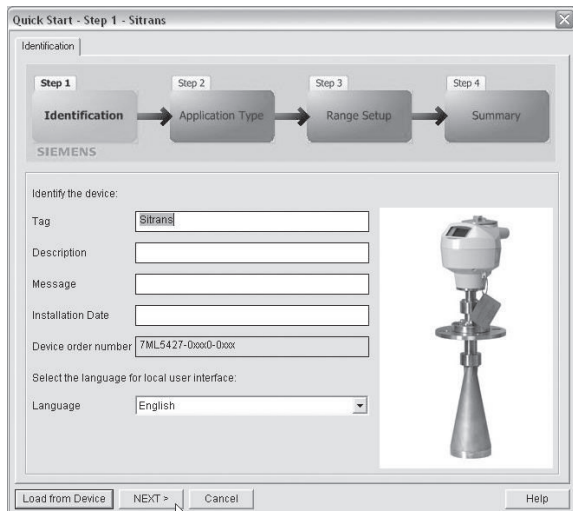 Quick Start - Step 1 - Sitrans
Identification
Step 1
Step 2
Step 3
Step 4
Identification
Application Type
Range Setup
Summary
SIEMENS
Identify the device:
Tag
Sitrans
Description
Message
Installation Date
Device order number
7ML5427-0xxx0-0xxx
Select the language for local user interface:
Language
English
Load from Device
NEXT >
Cancel
Help